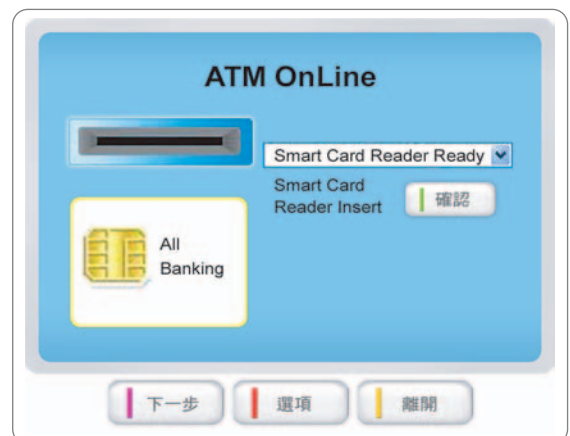 ATM OnLine
Smart Card Reader Ready
Smart Card
Reader Insert
確認
All
Banking
下一步
選項
離開